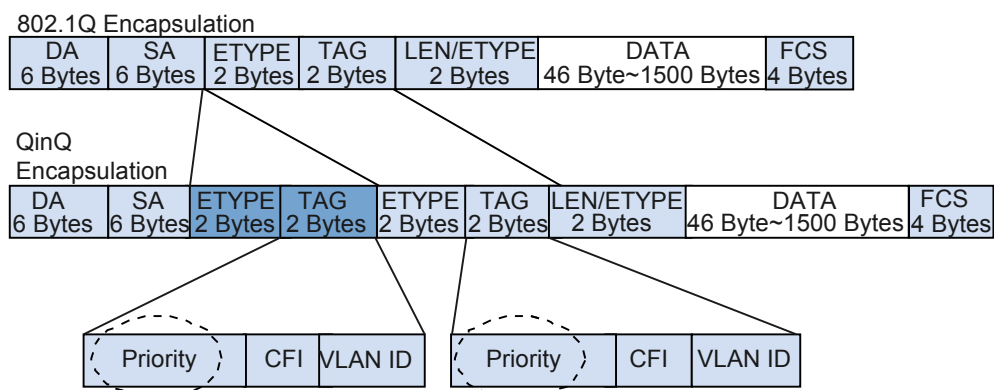 802.1Q Encapsulation
DA SA ETYPE TAG LEN/ETYPE DATA FCS
6 Bytes 6 Bytes 2 Bytes 2 Bytes 2 Bytes 46 Byte~1500 Bytes 4 Bytes
QinQ
Encapsulation
DA SA ETYPE TAG ETYPE TAG LEN/ETYPE DATA FCS
6 Bytes 6 Bytes 2 Bytes 2 Bytes 2 Bytes 2 Bytes 2 Bytes 46 Byte~1500 Bytes 4 Bytes
Priority CFI VLAN ID Priority CFI VLAN ID